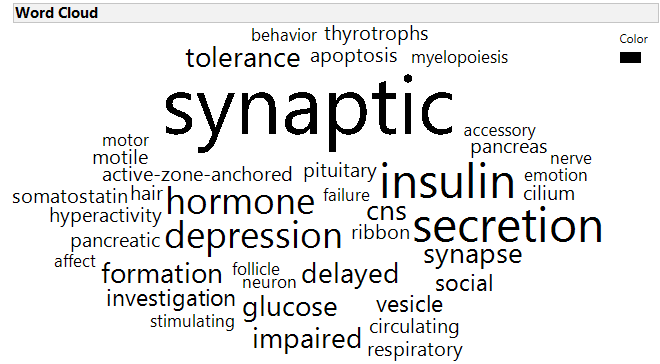 Word Cloud
Color
behavior thyrotrophs
tolerance apoptosis myelopoiesis
synaptic
accessory
motor pancreas
motile nerve
active-zone-anchored pituitary insulin emotion
somatostatin hair hormone failure cilium
hyperactivity cns secretion
pancreatic depression ribbon
affect synapse
formation follicle delayed
neuron social
investigation glucose vesicle
stimulating circulating
impaired respiratory